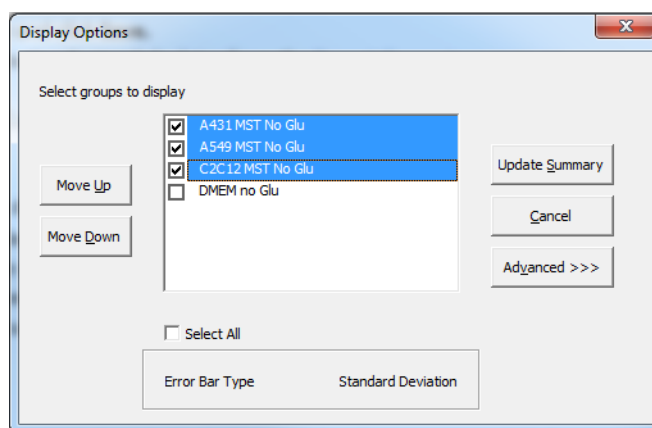 Display Options
Select groups to display
A431 MST No Glu
A549 MST No Glu
C2C12 MST No Glu
DMEM no Glu
Move Up
Move Down
Update Summary
Cancel
Advanced >>>
Select All
Error Bar Type Standard Deviation